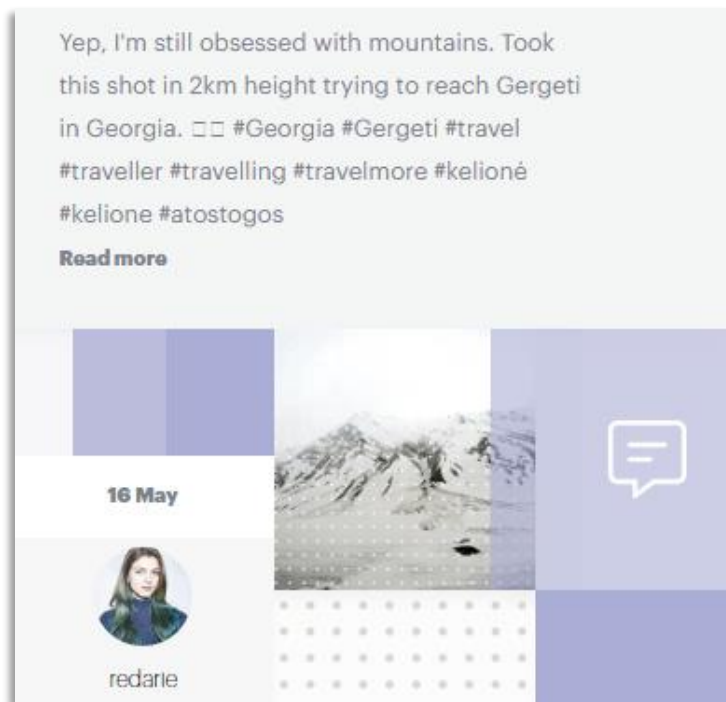 Yep, I'm still obsessed with mountains. Took
this shot in 2km height trying to reach Gergeti
in Georgia. □□ #Georgia #Gergeti #travel
#traveller #travelling #travelmore #kelionė
#kelione #atostogos
Read more
16 May
redarie